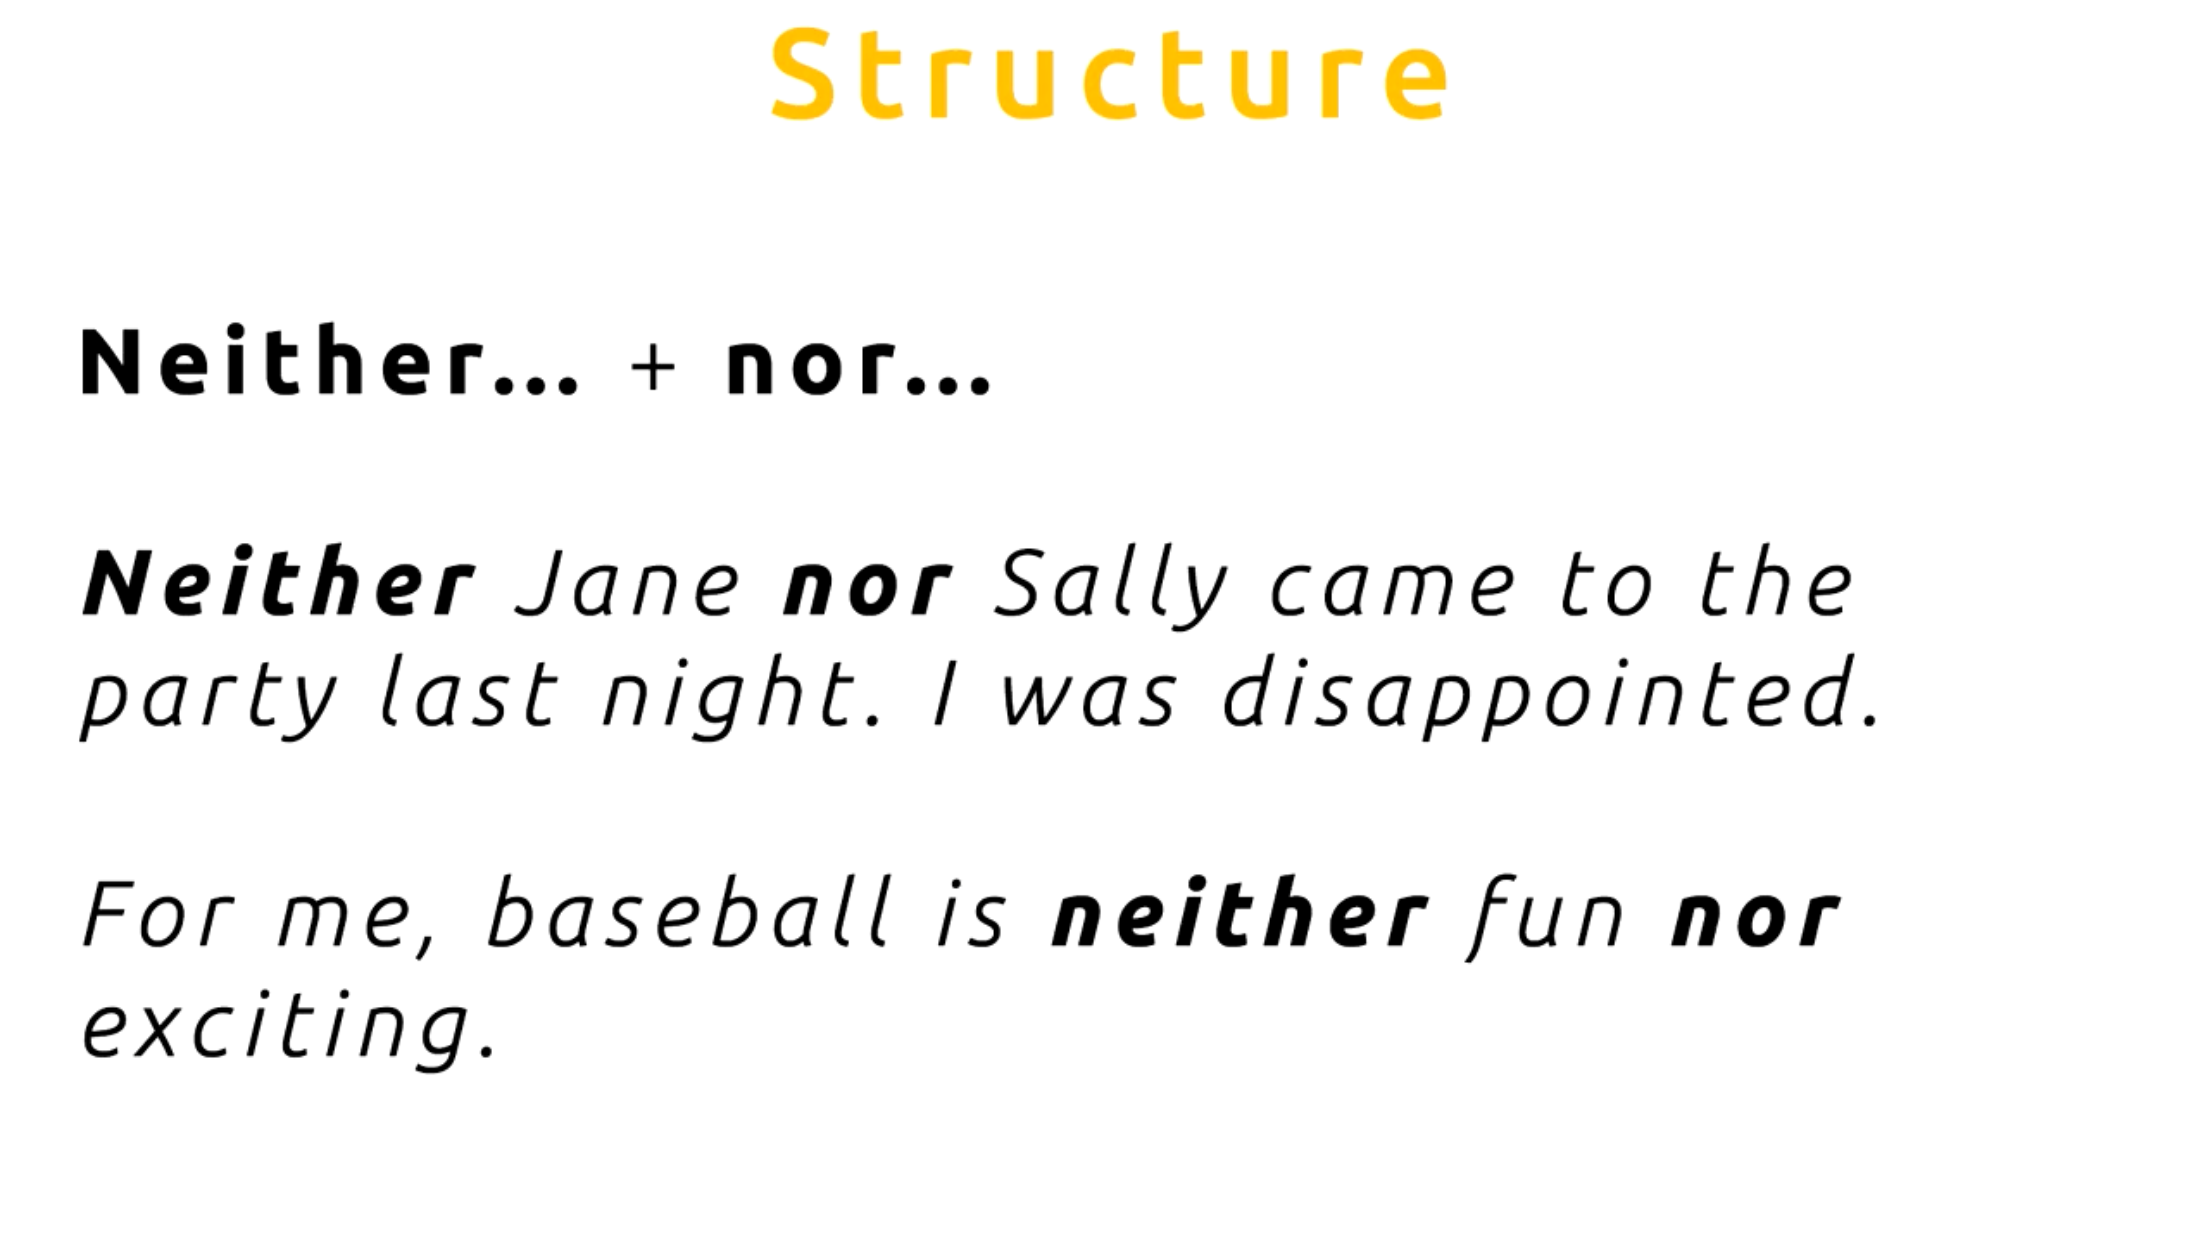 Structure
Neither... + nor...
Neither Jane nor Sally came to the
party last night. I was disappointed.
For me, baseball is neither fun nor
exciting.